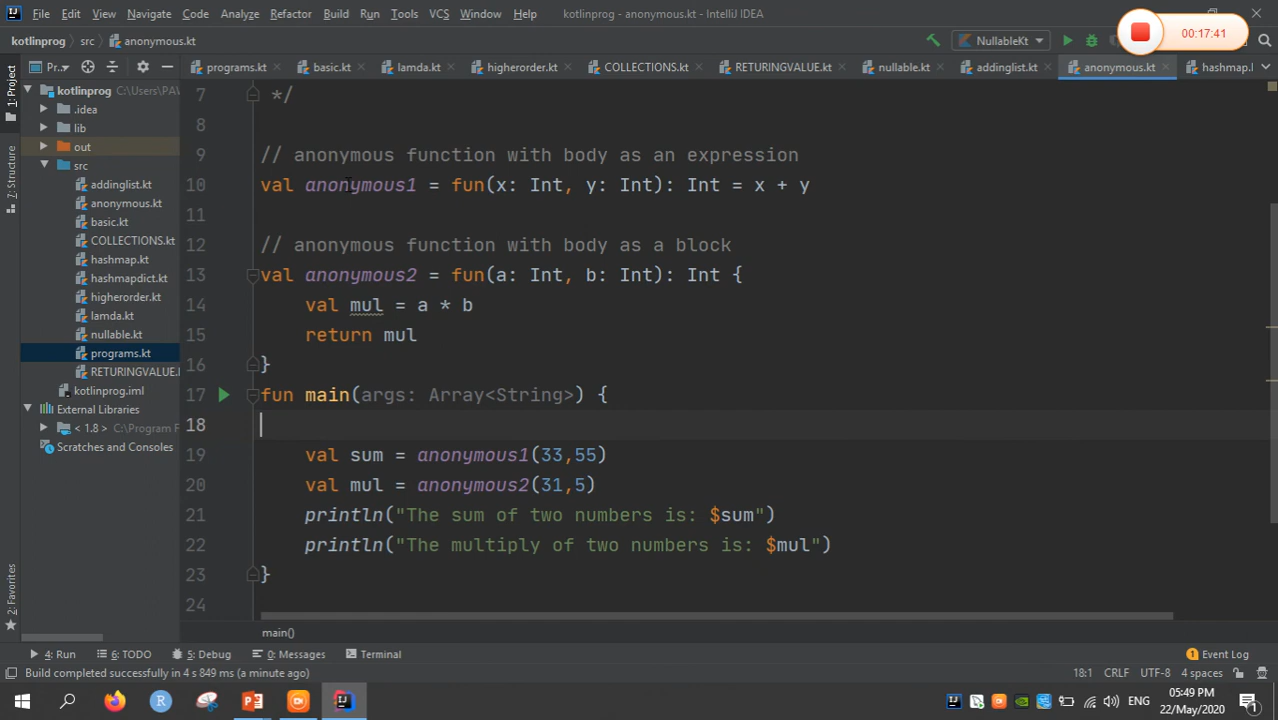 File Edit View Navigate Code Analyze Refactor Build Run Tools VCS Window Help kotlinprog - anonymous.kt - IntelliJ IDEA
00:17:41
kotlinprog src anonymous.kt NullableKt
Pr... programs.kt basic.kt lamda.kt higherorder.kt COLLECTIONS.kt RETURINGVALUE.kt nullable.kt addinglist.kt anonymous.kt hashmap.l
1: Project
7: Structure
2: Favorites
kotlinprog C:\Users\PAV
.idea
lib
out
src
addinglist.kt
anonymous.kt
basic.kt
COLLECTIONS.kt
hashmap.kt
hashmapdict.kt
higherorder.kt
lamda.kt
nullable.kt
programs.kt
RETURINGVALUE.
kotlinprog.iml
External Libraries
< 1.8 > C:\Program F
Scratches and Consoles
7 */
8
9 // anonymous function with body as an expression
10 val anonymous1 = fun(x: Int, y: Int): Int = x + y
11
12 // anonymous function with body as a block
13 val anonymous2 = fun(a: Int, b: Int): Int {
14 val mul = a * b
15 return mul
16 }
17 fun main(args: Array<String>) {
18
19 val sum = anonymous1(33,55)
20 val mul = anonymous2(31,5)
21 println("The sum of two numbers is: $sum")
22 println("The multiply of two numbers is: $mul")
23 }
24
main()
4: Run 6: TODO 5: Debug 0: Messages Terminal 1 Event Log
Build completed successfully in 4 s 849 ms (a minute ago) 18:1 CRLF UTF-8 4 spaces
R ENG 05:49 PM
22/May/2020 1